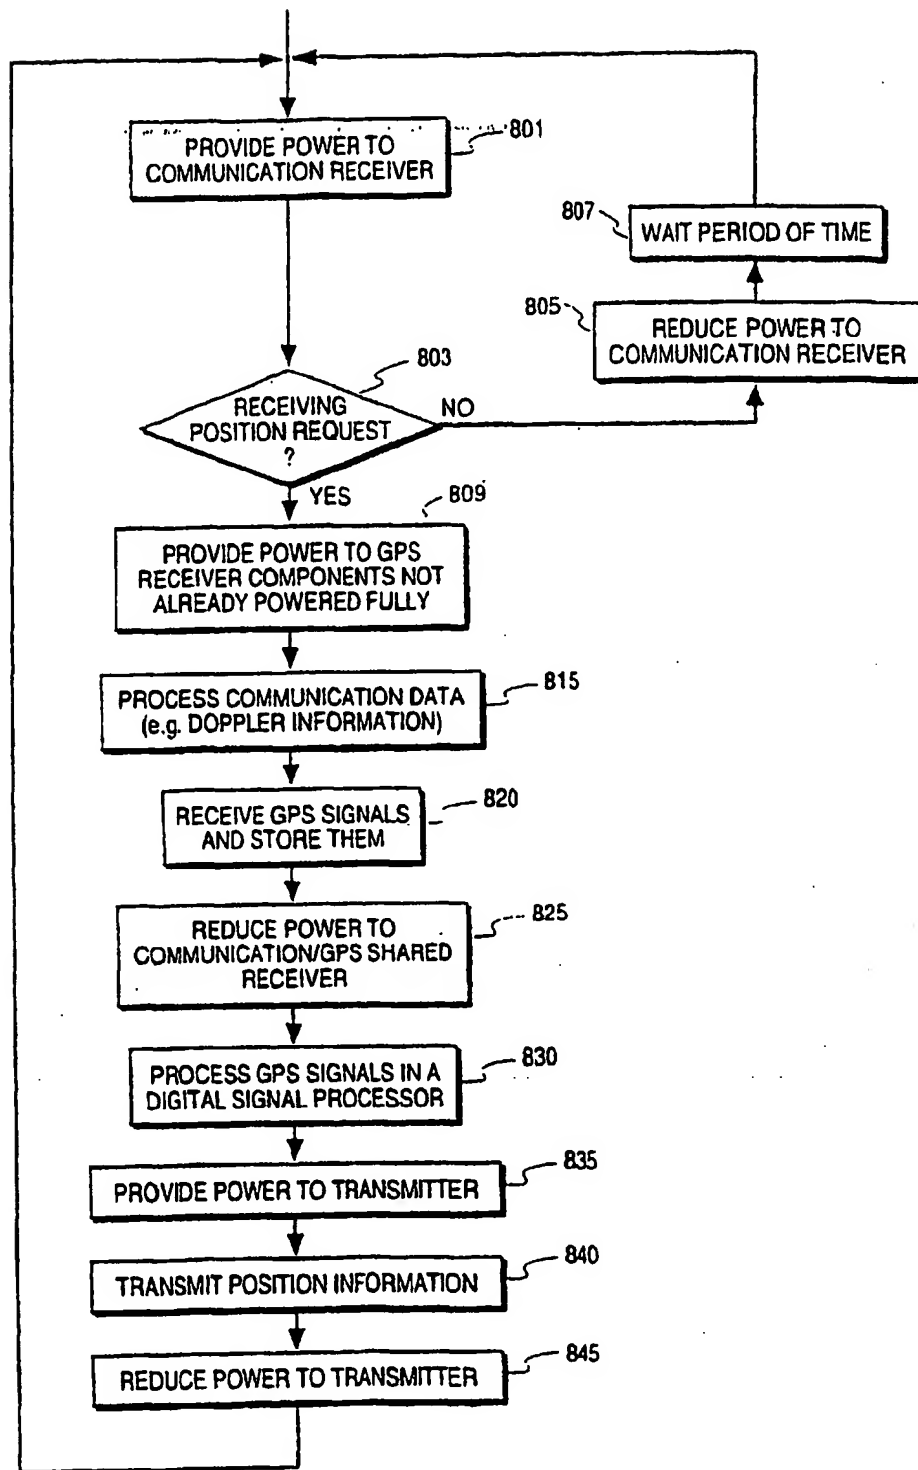 PROVIDE POWER TO
COMMUNICATION RECEIVER
801
807
WAIT PERIOD OF TIME
805
REDUCE POWER TO
COMMUNICATION RECEIVER
803
RECEIVING
POSITION REQUEST
?
NO
YES
809
PROVIDE POWER TO GPS
RECEIVER COMPONENTS NOT
ALREADY POWERED FULLY
PROCESS COMMUNICATION DATA
(e.g. DOPPLER INFORMATION)
815
RECEIVE GPS SIGNALS
AND STORE THEM
820
REDUCE POWER TO
COMMUNICATION/GPS SHARED
RECEIVER
825
PROCESS GPS SIGNALS IN A
DIGITAL SIGNAL PROCESSOR
830
PROVIDE POWER TO TRANSMITTER
835
TRANSMIT POSITION INFORMATION
840
REDUCE POWER TO TRANSMITTER
845